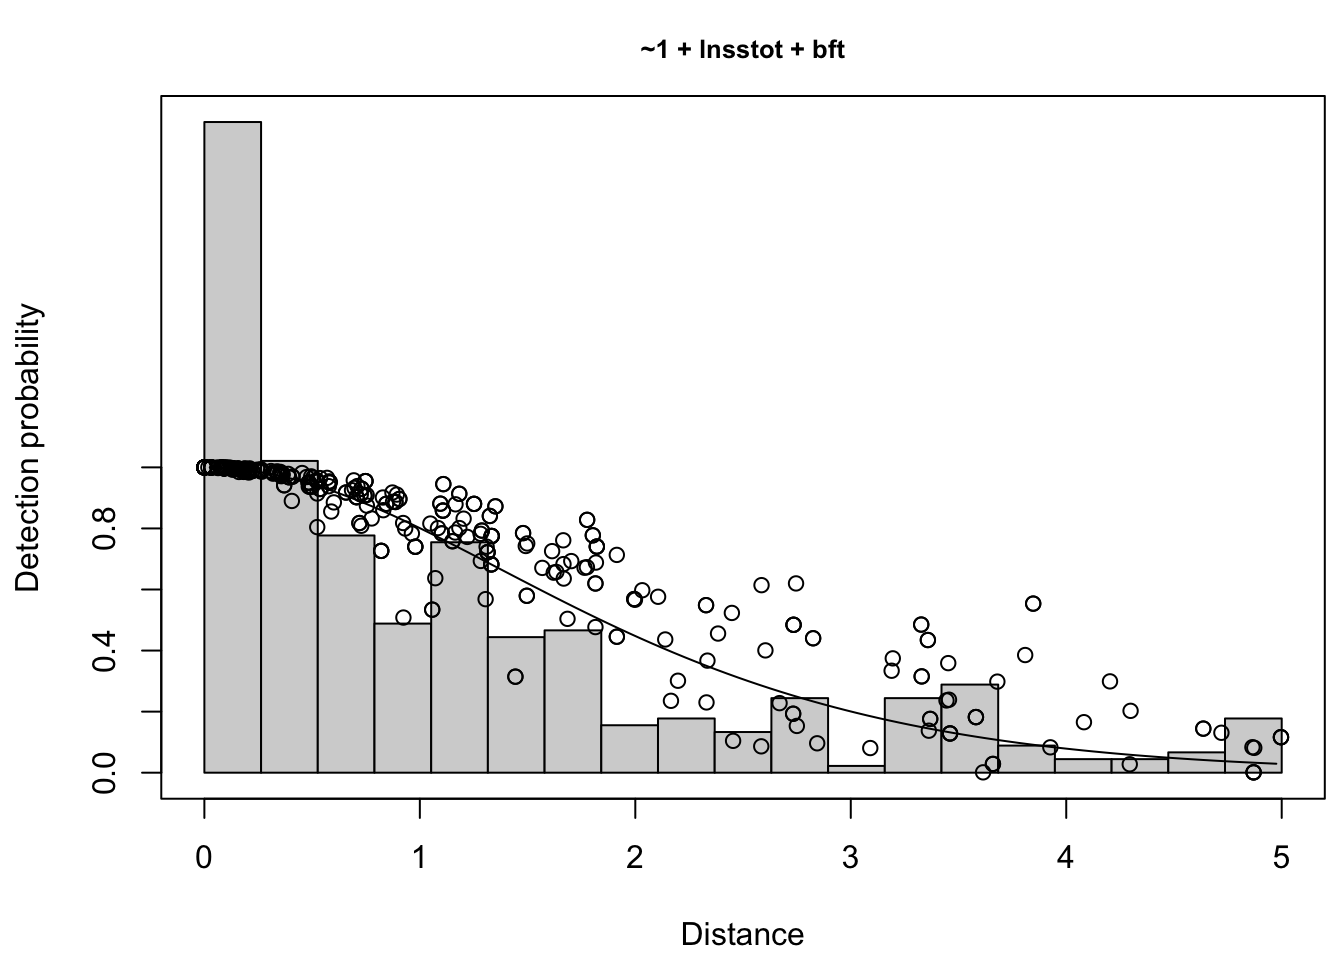 ~1 + lnsstot + bft
Detection probability
0.8
0.4
0.0
0 1 2 3 4 5
Distance